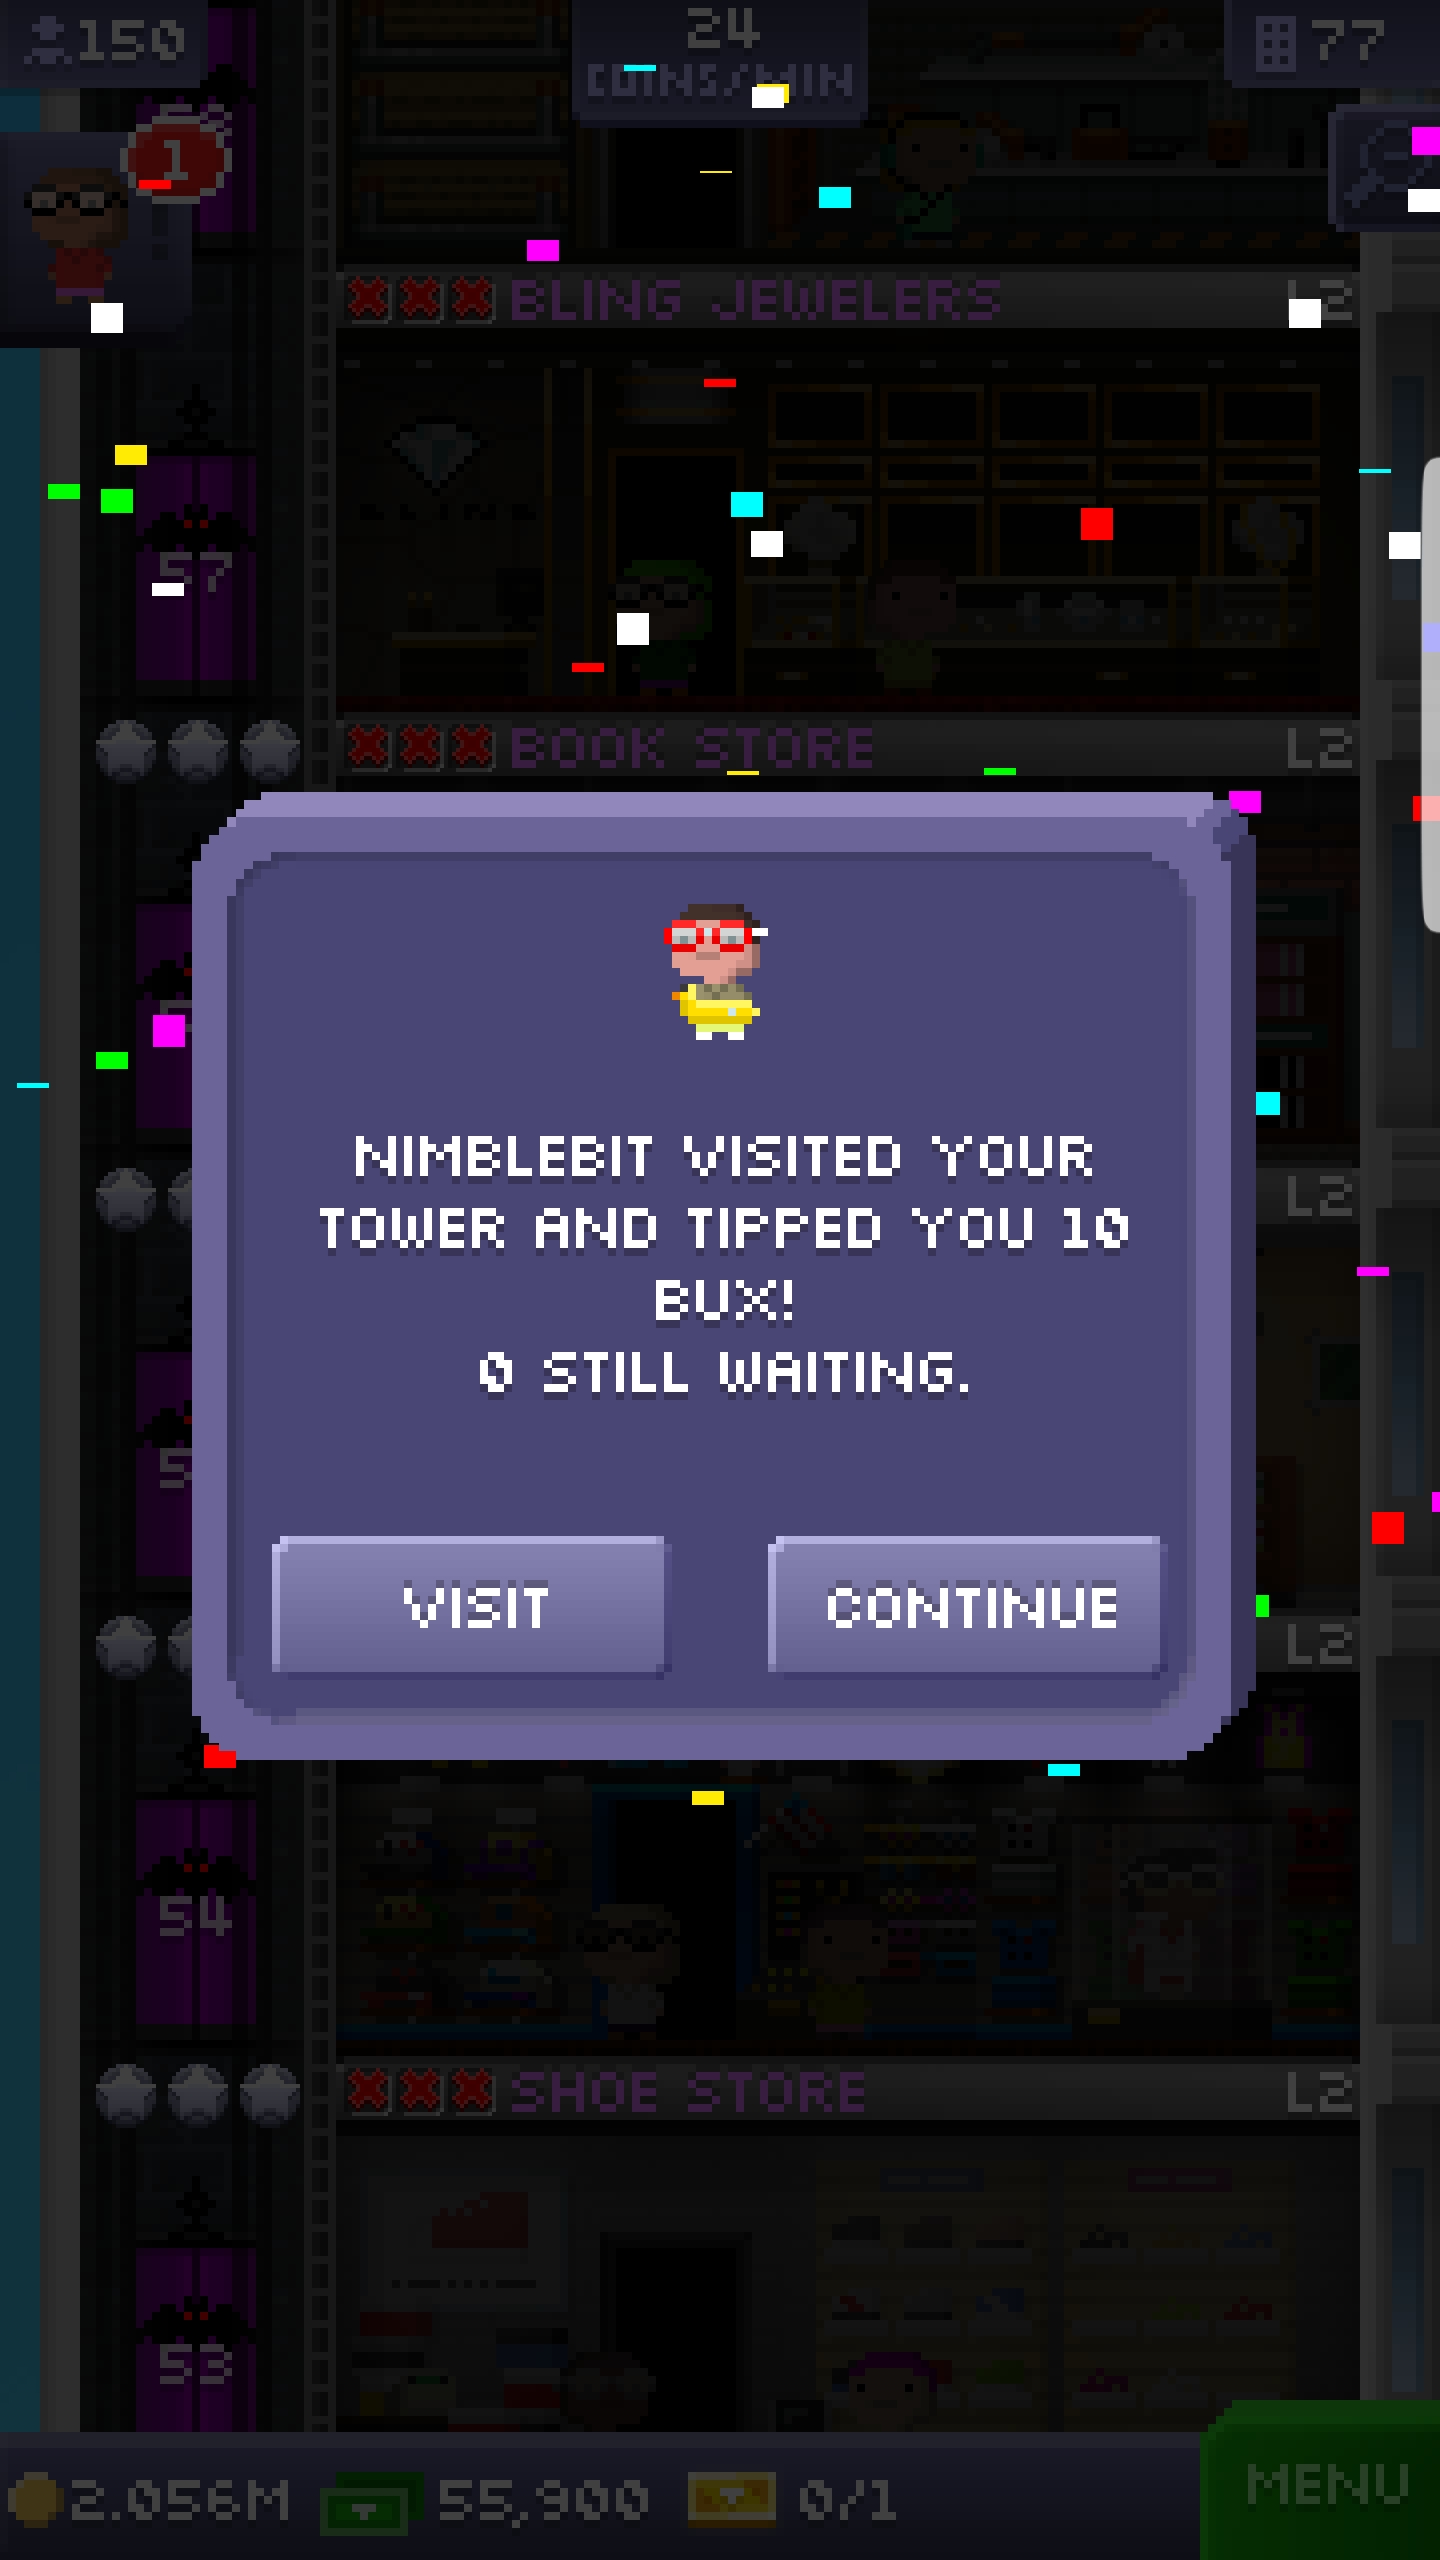 150
24
COINS/MIN
77
1
BLING JEWELERS
57
BOOK STORE L2
NIMBLEBIT VISITED YOUR
TOWER AND TIPPED YOU 10
BUX!
0 STILL WAITING.
L2
VISIT CONTINUE
L2
54
SHOE STORE L2
53
2.056M 55,900 0/1 MENU